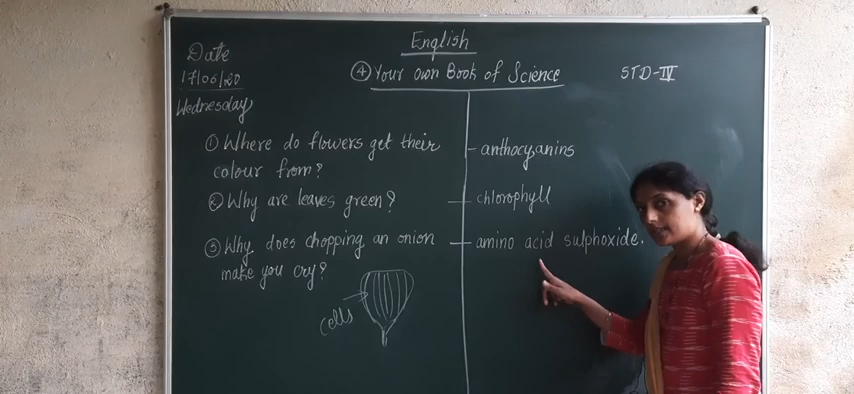 English
Date
17/06/20
Wednesday
④ Your own Book of Science
STD-IV
① Where do flowers get their
colour from?
- anthocyanins
② Why are leaves green?
- chlorophyll
③ Why does chopping an onion
make you cry?
- amino acid sulphoxide.
cells